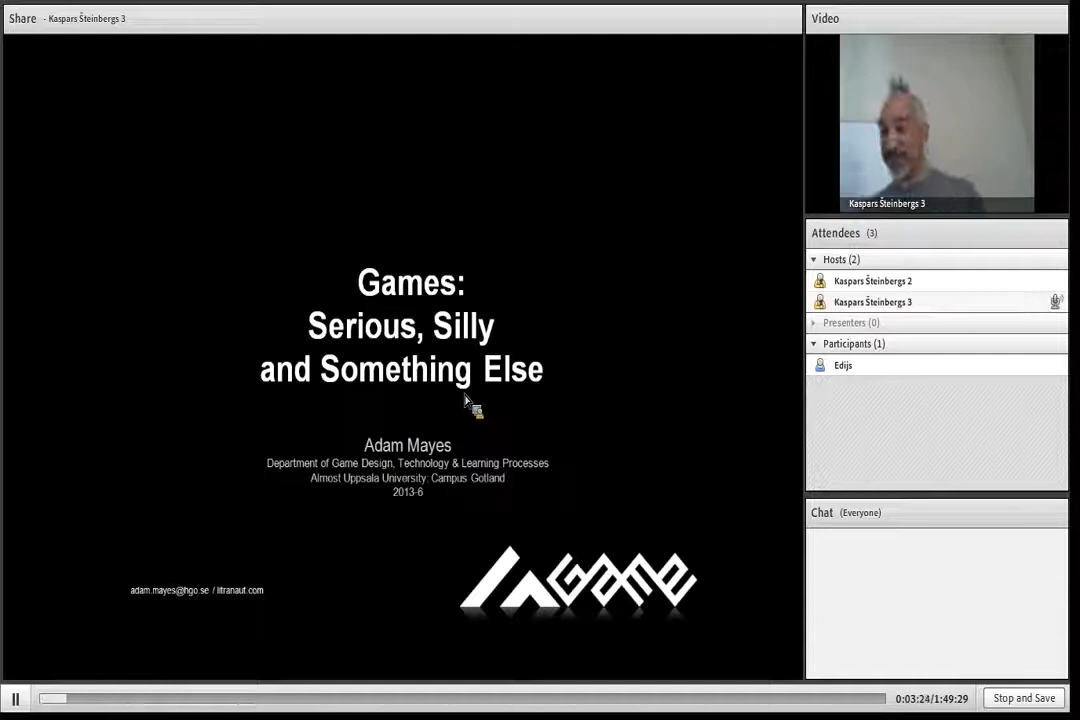 Share - Kaspars Šteinbergs 3
Games:
Serious, Silly
and Something Else
Adam Mayes
Department of Game Design, Technology & Learning Processes
Almost Uppsala University: Campus Gotland
2013-6
adam.mayes@hgo.se / litranaut.com
GAME
Video
Kaspars Šteinbergs 3
Attendees (3)
Hosts (2)
Kaspars Šteinbergs 2
Kaspars Šteinbergs 3
Presenters (0)
Participants (1)
Edijs
Chat (Everyone)
0:03:24/1:49:29
Stop and Save